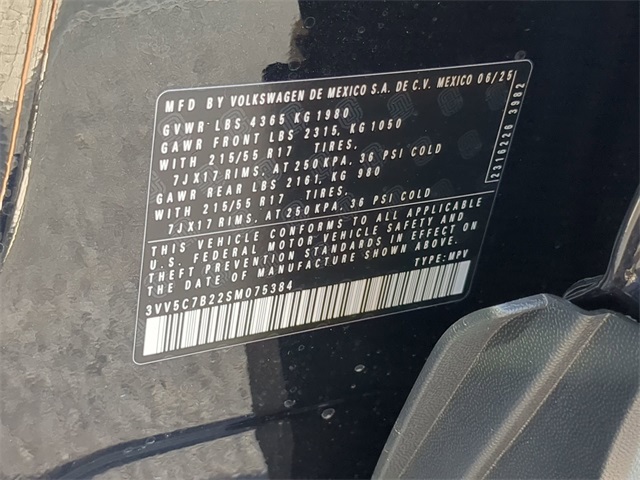 MFD BY VOLKSWAGEN DE MEXICO S.A. DE C.V. MEXICO 06/25
GVWR LBS 4365 KG 1980
GAWR FRONT LBS 2315, KG 1050
WITH 215/55 R17 TIRES,
7JX17 RIMS, AT 250 KPA, 36 PSI COLD
GAWR REAR LBS 2161, KG 980
WITH 215/55 R17 TIRES,
7JX17 RIMS, AT 250 KPA, 36 PSI COLD
THIS VEHICLE CONFORMS TO ALL APPLICABLE
U.S. FEDERAL MOTOR VEHICLE SAFETY AND
THEFT PREVENTION STANDARDS IN EFFECT ON
THE DATE OF MANUFACTURE SHOWN ABOVE.
TYPE: MPV
3VV5C7B22SM075384
2316226 3992